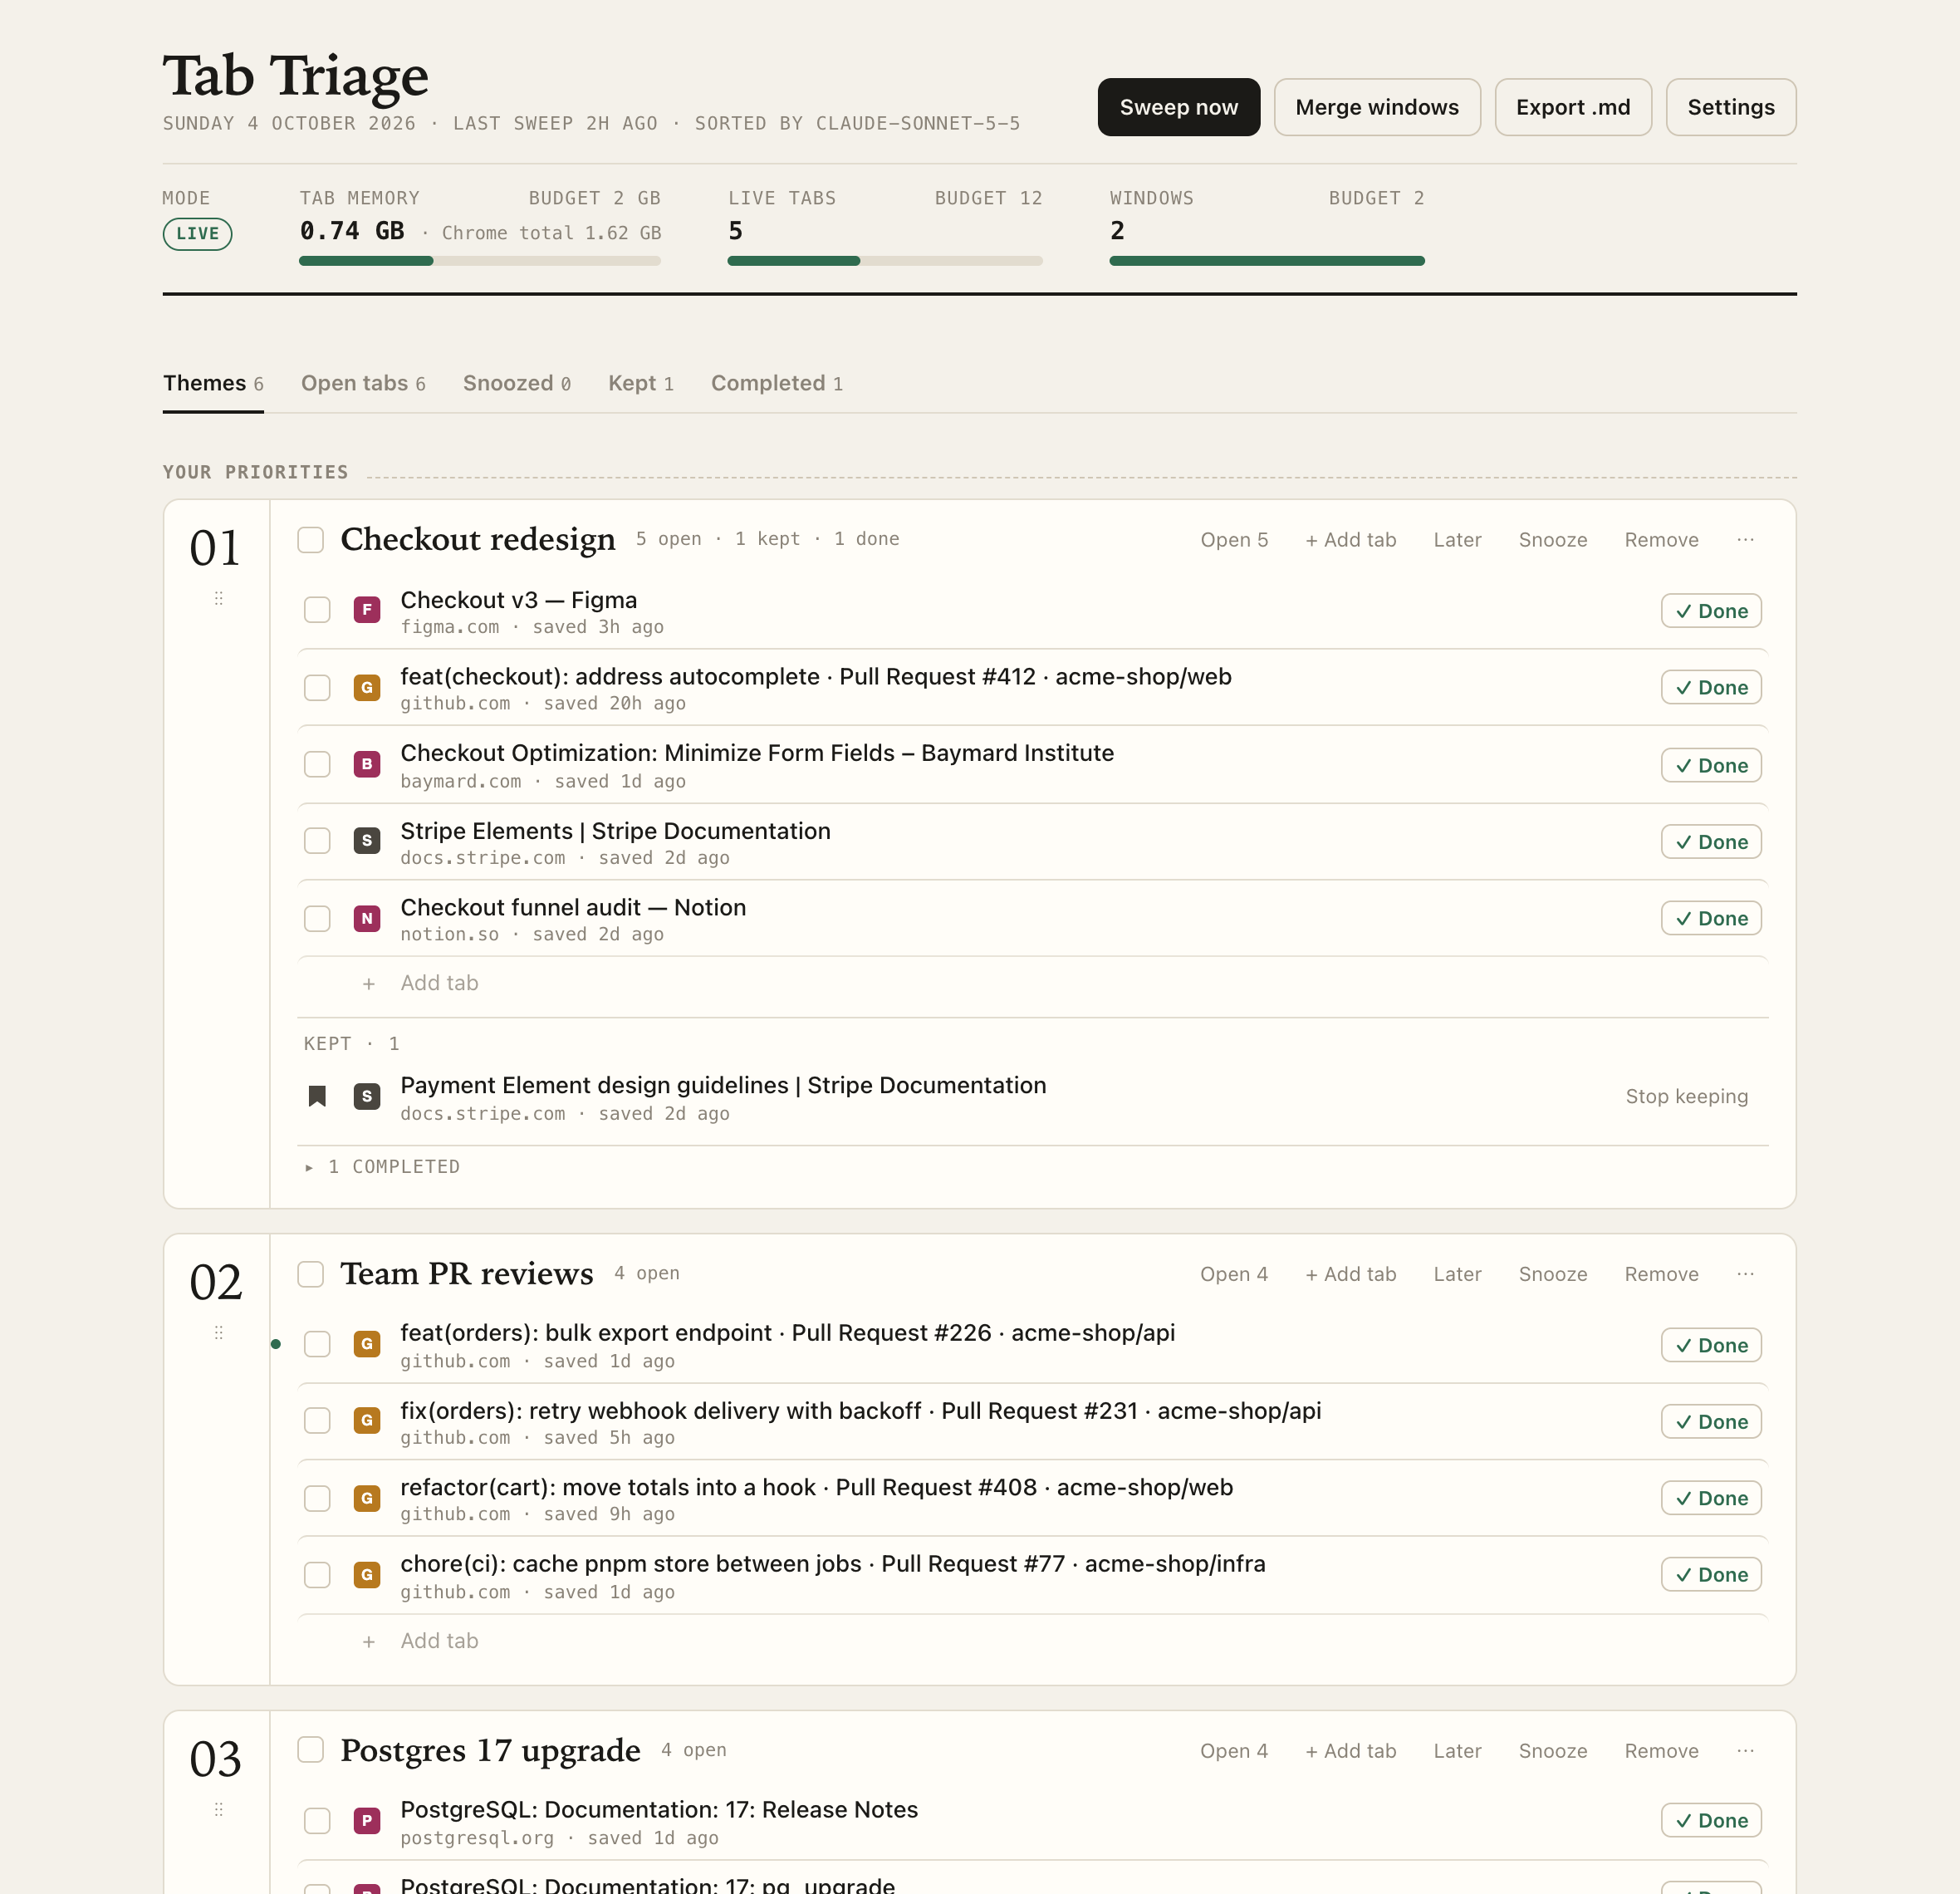 Tab Triage
SUNDAY 4 OCTOBER 2026 · LAST SWEEP 2H AGO · SORTED BY CLAUDE-SONNET-5-5
Sweep now
Merge windows
Export .md
Settings
MODE
LIVE
TAB MEMORY BUDGET 2 GB
0.74 GB · Chrome total 1.62 GB
LIVE TABS BUDGET 12
5
WINDOWS BUDGET 2
2
Themes 6 Open tabs 6 Snoozed 0 Kept 1 Completed 1
YOUR PRIORITIES
01
Checkout redesign 5 open · 1 kept · 1 done Open 5 + Add tab Later Snooze Remove ···
F Checkout v3 — Figma
figma.com · saved 3h ago
✓ Done
G feat(checkout): address autocomplete · Pull Request #412 · acme-shop/web
github.com · saved 20h ago
✓ Done
B Checkout Optimization: Minimize Form Fields – Baymard Institute
baymard.com · saved 1d ago
✓ Done
S Stripe Elements | Stripe Documentation
docs.stripe.com · saved 2d ago
✓ Done
N Checkout funnel audit — Notion
notion.so · saved 2d ago
✓ Done
+ Add tab
KEPT · 1
S Payment Element design guidelines | Stripe Documentation
docs.stripe.com · saved 2d ago
Stop keeping
▸ 1 COMPLETED
02
Team PR reviews 4 open Open 4 + Add tab Later Snooze Remove ···
G feat(orders): bulk export endpoint · Pull Request #226 · acme-shop/api
github.com · saved 1d ago
✓ Done
G fix(orders): retry webhook delivery with backoff · Pull Request #231 · acme-shop/api
github.com · saved 5h ago
✓ Done
G refactor(cart): move totals into a hook · Pull Request #408 · acme-shop/web
github.com · saved 9h ago
✓ Done
G chore(ci): cache pnpm store between jobs · Pull Request #77 · acme-shop/infra
github.com · saved 1d ago
✓ Done
+ Add tab
03
Postgres 17 upgrade 4 open Open 4 + Add tab Later Snooze Remove ···
P PostgreSQL: Documentation: 17: Release Notes
postgresql.org · saved 1d ago
✓ Done
PostgreSQL: Documentation: 17: pg_upgrade